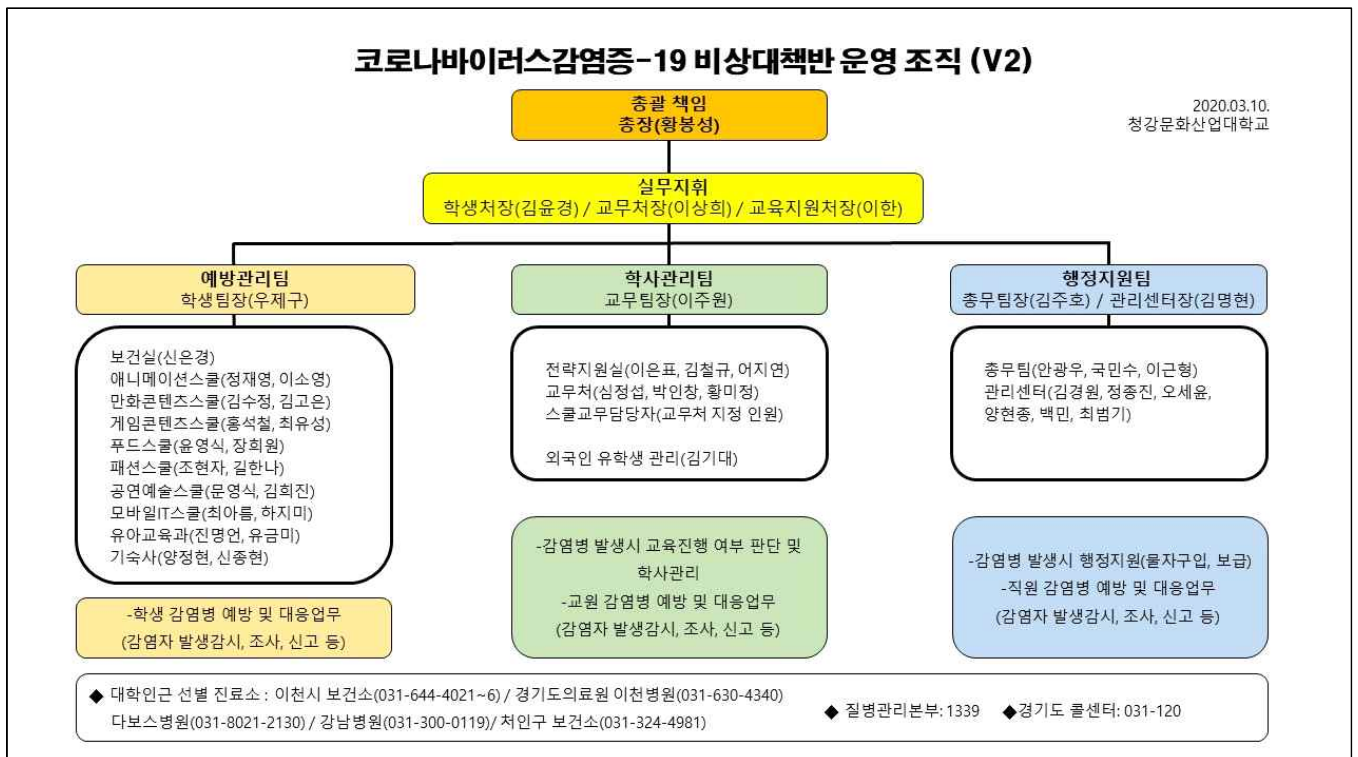 코로나바이러스감염증-19 비상대책반 운영 조직 (V2)
2020.03.10.
청강문화산업대학교
총괄 책임
총장(황봉성)
실무지휘
학생처장(김윤경) / 교무처장(이상희) / 교육지원처장(이한)
예방관리팀
학생팀장(우제구)
보건실(신은경)
애니메이션스쿨(정재영, 이소영)
만화콘텐츠스쿨(김수정, 김고은)
게임콘텐츠스쿨(홍석철, 최유성)
푸드스쿨(윤영식, 장희원)
패션스쿨(조현자, 길한나)
공연예술스쿨(문영식, 김희진)
모바일IT스쿨(최아름, 하지미)
유아교육과(진명언, 유금미)
기숙사(양정현, 신종현)
-학생 감염병 예방 및 대응업무
(감염자 발생감시, 조사, 신고 등)
학사관리팀
교무팀장(이주원)
전략지원실(이은표, 김철규, 어지연)
교무처(심정섭, 박인창, 황미정)
스쿨교무담당자(교무처 지정 인원)
외국인 유학생 관리(김기대)
-감염병 발생시 교육진행 여부 판단 및
학사관리
-교원 감염병 예방 및 대응업무
(감염자 발생감시, 조사, 신고 등)
행정지원팀
총무팀장(김주호) / 관리센터장(김명현)
총무팀(안광우, 국민수, 이근형)
관리센터(김경원, 정종진, 오세윤,
양현종, 백민, 최범기)
-감염병 발생시 행정지원(물자구입, 보급)
-직원 감염병 예방 및 대응업무
(감염자 발생감시, 조사, 신고 등)
◆ 대학인근 선별 진료소 : 이천시 보건소(031-644-4021~6) / 경기도의료원 이천병원(031-630-4340)
다보스병원(031-8021-2130) / 강남병원(031-300-0119)/ 처인구 보건소(031-324-4981)
◆ 질병관리본부: 1339 ◆경기도 콜센터: 031-120